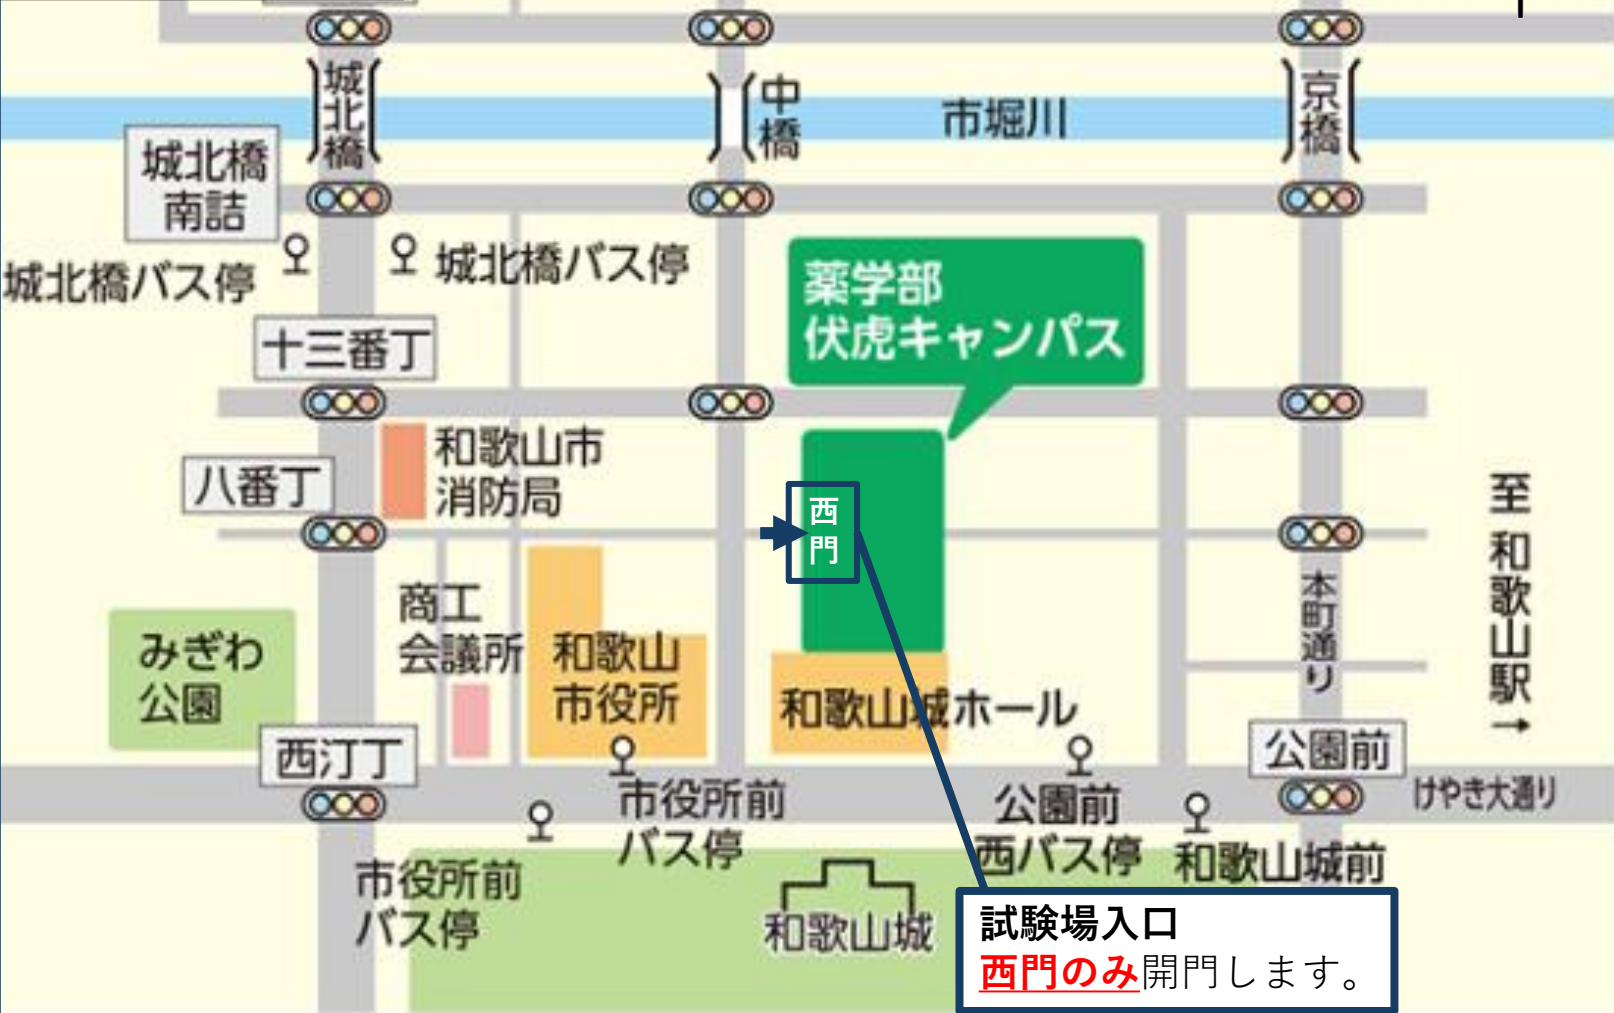 城北橋
中橋
市堀川
京橋
城北橋
南詰
城北橋バス停
城北橋バス停
薬学部
伏虎キャンパス
十三番丁
和歌山市
消防局
八番丁
西門
至和歌山駅→
本町通り
商工
会議所
みぎわ
公園
和歌山
市役所
和歌山城ホール
西汀丁
公園前
けやき大通り
市役所前
バス停
公園前
西バス停
和歌山城前
市役所前
バス停
和歌山城
試験場入口
西門のみ開門します。